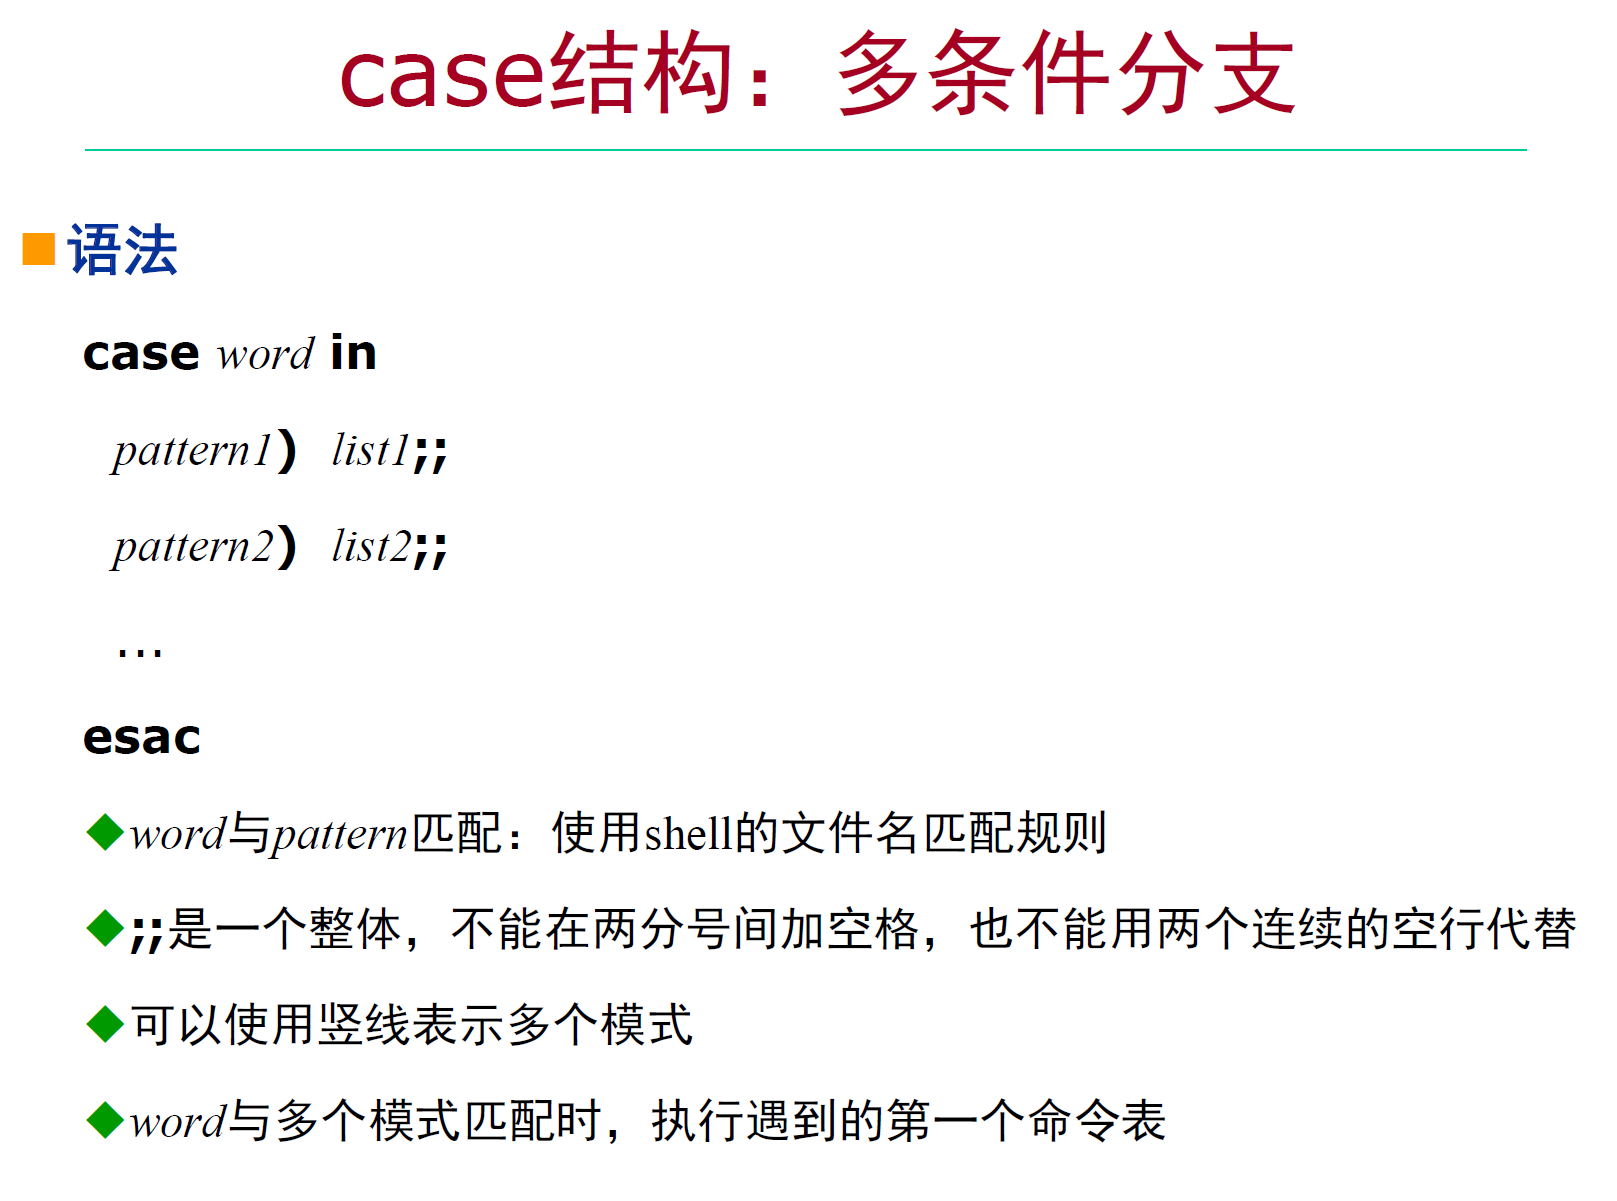 case结构：多条件分支
语法
case word in
pattern1) list1;;
pattern2) list2;;
...
esac
word与pattern匹配：使用shell的文件名匹配规则
;;是一个整体，不能在两分号间加空格，也不能用两个连续的空行代替
可以使用竖线表示多个模式
word与多个模式匹配时，执行遇到的第一个命令表